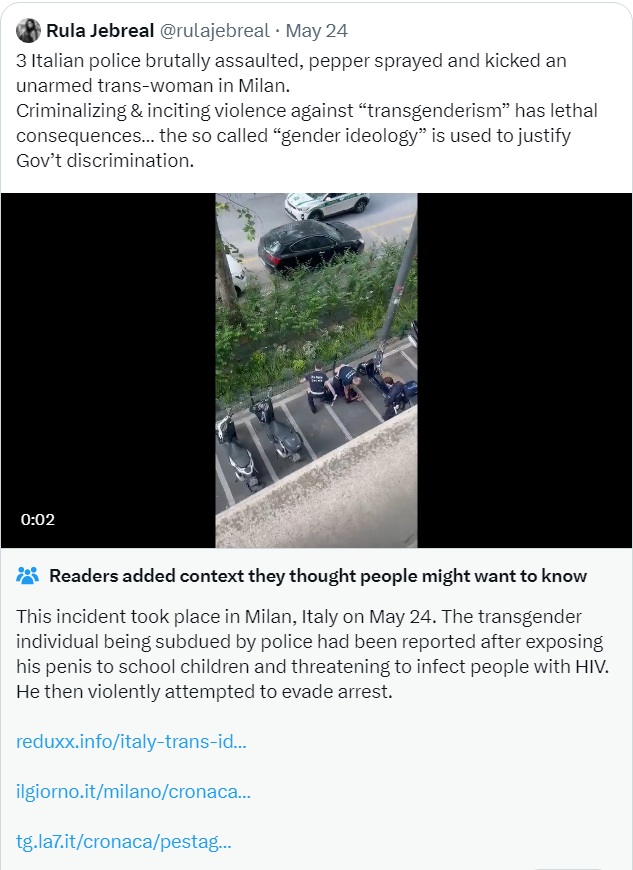 Rula Jebreal @rulajebreal · May 24
3 Italian police brutally assaulted, pepper sprayed and kicked an
unarmed trans-woman in Milan.
Criminalizing & inciting violence against “transgenderism” has lethal
consequences... the so called “gender ideology” is used to justify
Gov’t discrimination.
0:02
Readers added context they thought people might want to know
This incident took place in Milan, Italy on May 24. The transgender
individual being subdued by police had been reported after exposing
his penis to school children and threatening to infect people with HIV.
He then violently attempted to evade arrest.
reduxx.info/italy-trans-id...
ilgiorno.it/milano/cronaca...
tg.la7.it/cronaca/pestag...